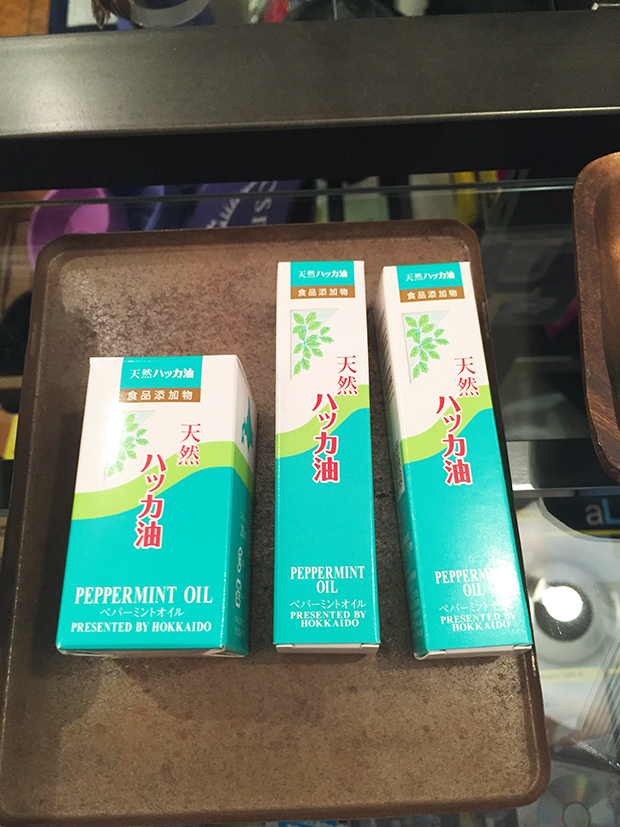 天然ハッカ油
食品添加物
天然
ハッカ油
PEPPERMINT OIL
ペパーミントオイル
PRESENTED BY HOKKAIDO
天然ハッカ油
食品添加物
天然
ハッカ油
PEPPERMINT
OIL
ペパーミントオイル
PRESENTED BY
HOKKAIDO
天然ハッカ油
食品添加物
天然
ハッカ油
OIL
ペパーミントオイル
PRESENTED BY
HOKKAIDO
aL